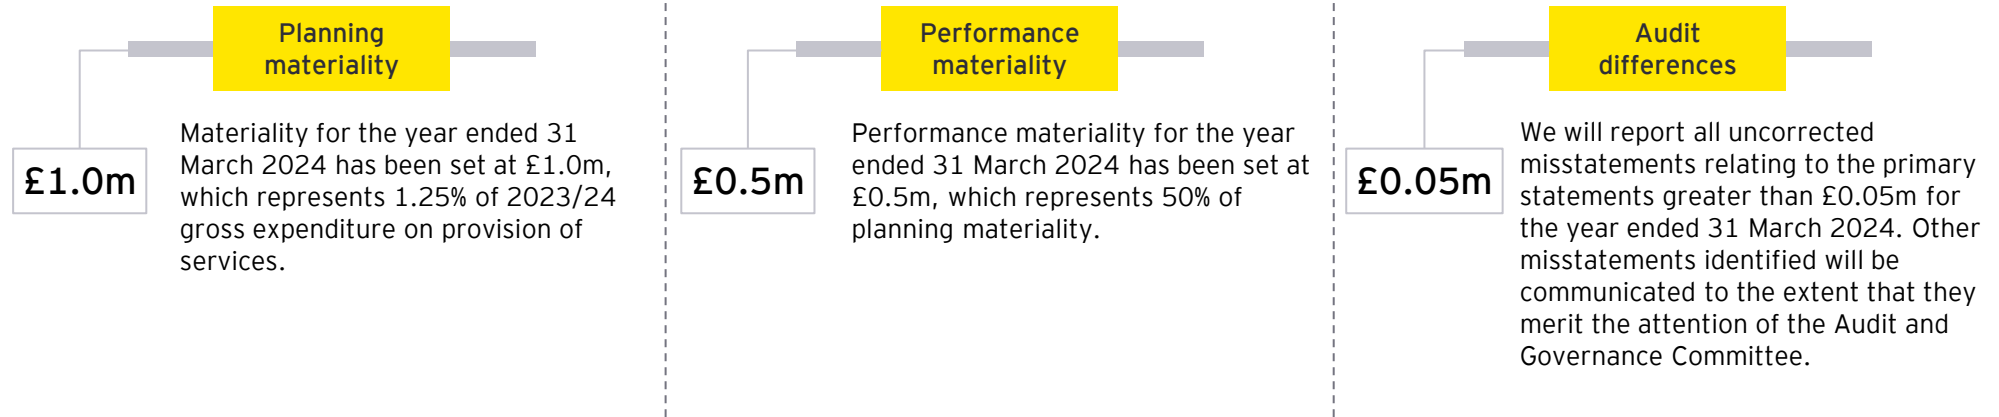 Planning
materiality
£1.0m
Materiality for the year ended 31
March 2024 has been set at £1.0m,
which represents 1.25% of 2023/24
gross expenditure on provision of
services.
Performance
materiality
£0.5m
Performance materiality for the year
ended 31 March 2024 has been set at
£0.5m, which represents 50% of
planning materiality.
Audit
differences
£0.05m
We will report all uncorrected
misstatements relating to the primary
statements greater than £0.05m for
the year ended 31 March 2024. Other
misstatements identified will be
communicated to the extent that they
merit the attention of the Audit and
Governance Committee.